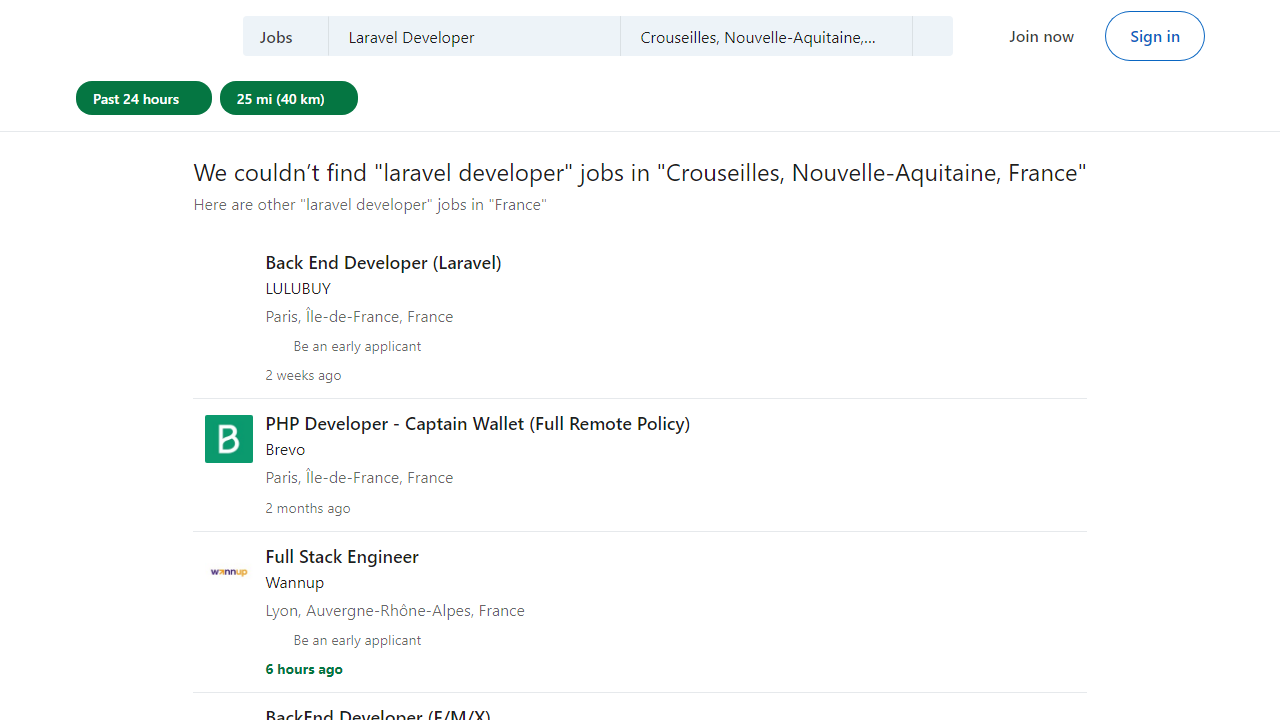 Jobs
Laravel Developer
Crouseilles, Nouvelle-Aquitaine,...
Join now
Sign in
Past 24 hours
25 mi (40 km)
We couldn’t find "laravel developer" jobs in "Crouseilles, Nouvelle-Aquitaine, France"
Here are other "laravel developer" jobs in "France"
Back End Developer (Laravel)
LULUBUY
Paris, Île-de-France, France
Be an early applicant
2 weeks ago
B
PHP Developer - Captain Wallet (Full Remote Policy)
Brevo
Paris, Île-de-France, France
2 months ago
wannup
Full Stack Engineer
Wannup
Lyon, Auvergne-Rhône-Alpes, France
Be an early applicant
6 hours ago
BackEnd Developer (F/M/X)